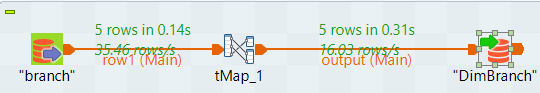 5 rows in 0.14s
35.46 rows/s
row1 (Main)
5 rows in 0.31s
16.03 rows/s
output (Main)
"branch"
tMap_1
"DimBranch"